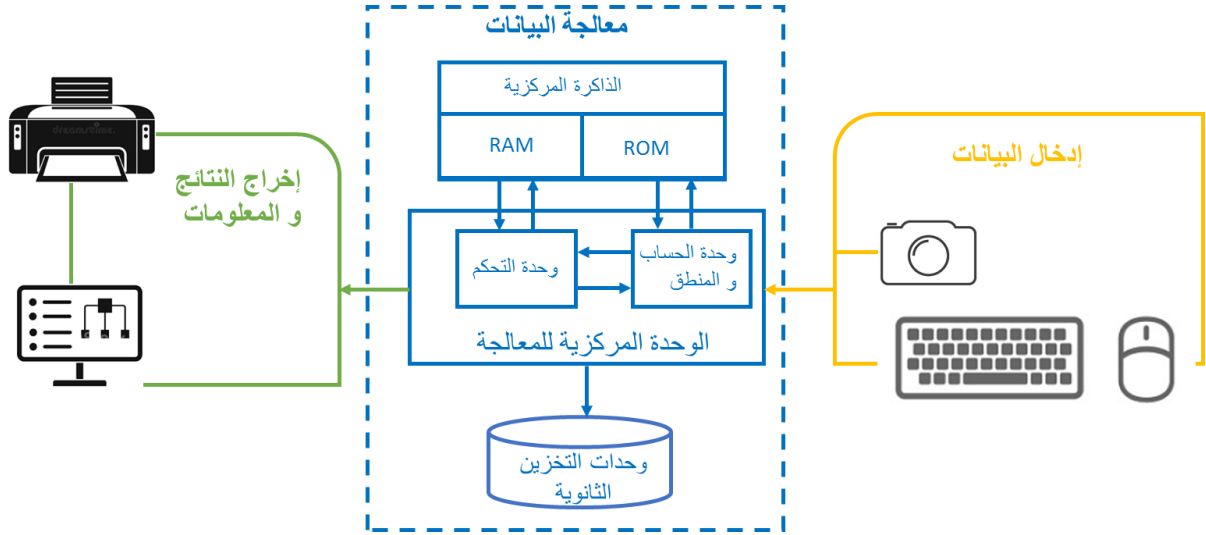 معالجة البيانات
الذاكرة المركزية
ROM
RAM
إدخال البيانات
إخراج النتائج
و المعلومات
dreamstime.
وحدة الحساب
و المنطق
وحدة التحكم
الوحدة المركزية للمعالجة
وحدات التخزين
الثانوية